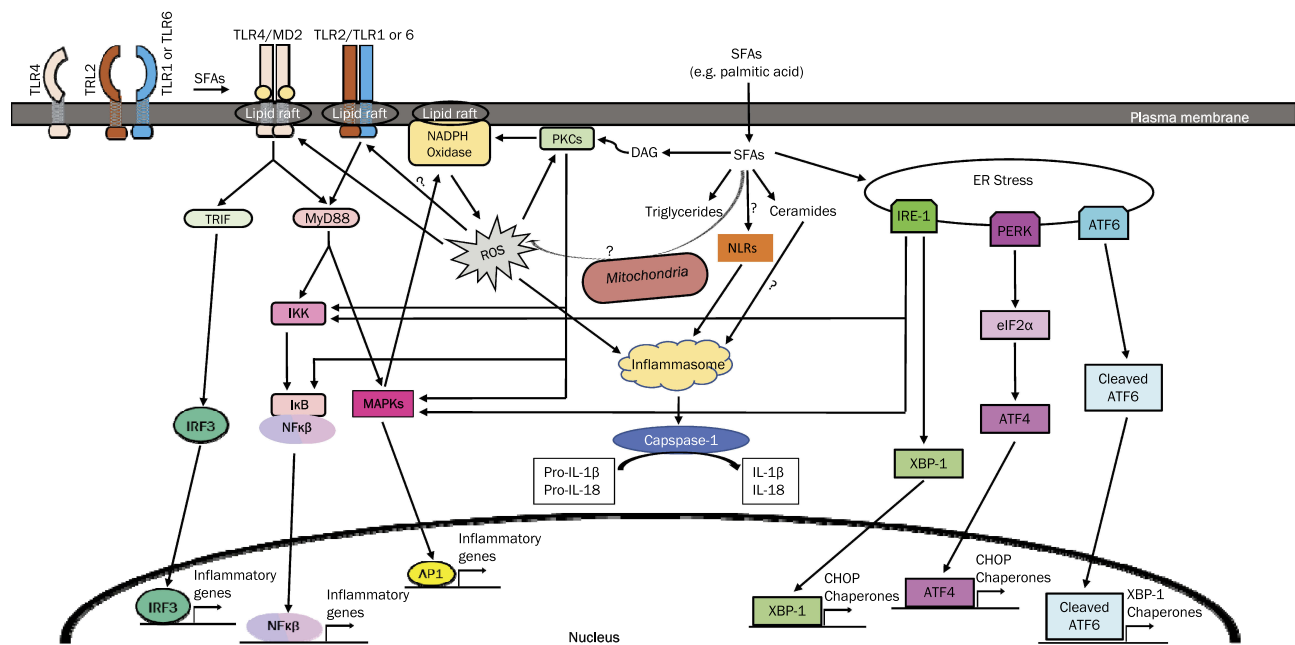 TLR4
TRL2
TLR1 or TLR6
SFAs
TLR4/MD2
TLR2/TLR1 or 6
SFAs
(e.g. palmitic acid)
Lipid raft
Lipid raft
Lipid raft
Plasma membrane
NADPH
Oxidase
PKCs
DAG
SFAs
ER Stress
?
TRIF
MyD88
ROS
Triglycerides
?
Ceramides
IRE-1
PERK
ATF6
NLRs
?
Mitochondria
?
IKK
eIF2α
Inflammasome
Cleaved
ATF6
IκB
NFκβ
MAPKs
IRF3
ATF4
Capspase-1
XBP-1
Pro-IL-1β
Pro-IL-18
IL-1β
IL-18
Inflammatory
genes
AP1
Inflammatory
genes
IRF3
Inflammatory
genes
NFκβ
Nucleus
CHOP
Chaperones
XBP-1
CHOP
Chaperones
ATF4
XBP-1
Chaperones
Cleaved
ATF6